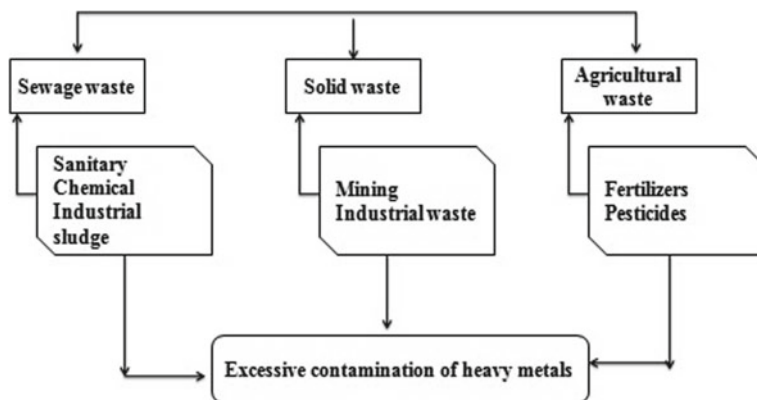 Sewage waste
Solid waste
Agricultural
waste
Sanitary
Chemical
Industrial
sludge
Mining
Industrial waste
Fertilizers
Pesticides
Excessive contamination of heavy metals